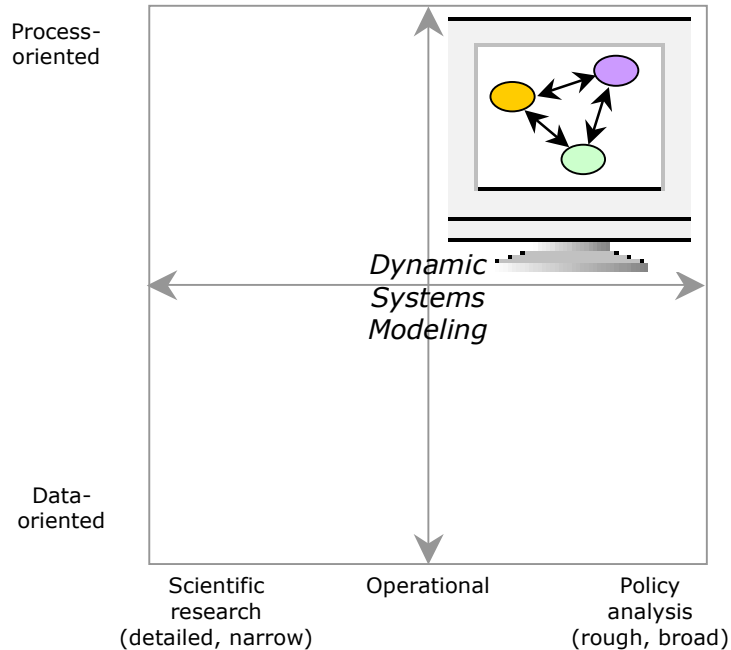 Process-
oriented
Dynamic
Systems
Modeling
Data-
oriented
Scientific
research
(detailed, narrow)
Operational
Policy
analysis
(rough, broad)